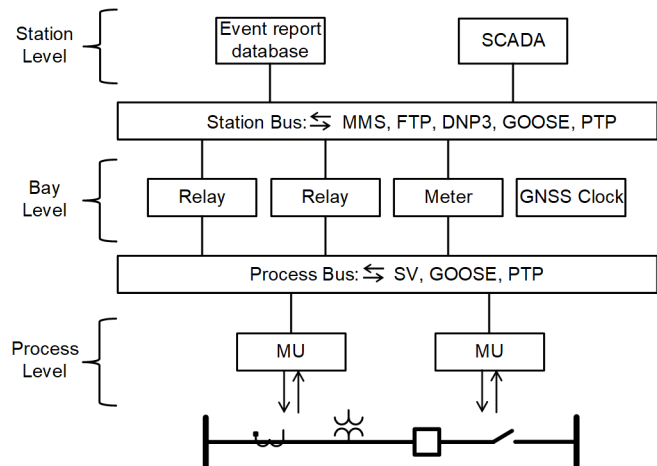 Station
Level
Event report
database
SCADA
Station Bus: MMS, FTP, DNP3, GOOSE, PTP
Bay
Level
Relay
Relay
Meter
GNSS Clock
Process Bus: SV, GOOSE, PTP
Process
Level
MU
MU